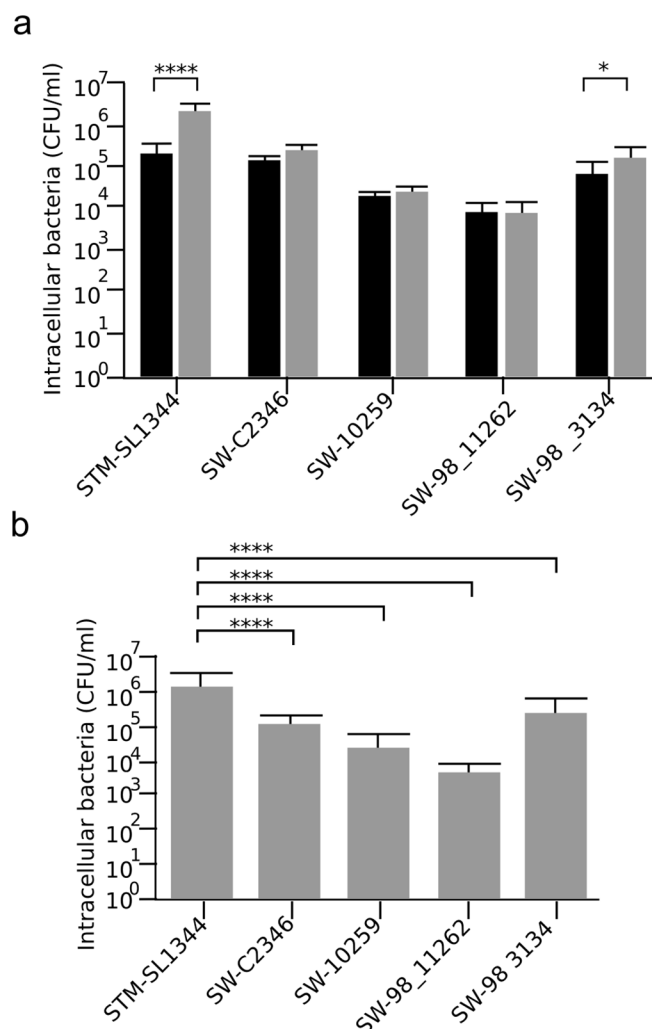 a
Intracellular bacteria (CFU/ml)
10⁷
10⁶
10⁵
10⁴
10³
10²
10¹
10⁰
****
*
STM-SL1344
SW-C2346
SW-10259
SW-98_11262
SW-98_3134
b
****
****
****
****
Intracellular bacteria (CFU/ml)
10⁷
10⁶
10⁵
10⁴
10³
10²
10¹
10⁰
STM-SL1344
SW-C2346
SW-10259
SW-98_11262
SW-98 3134